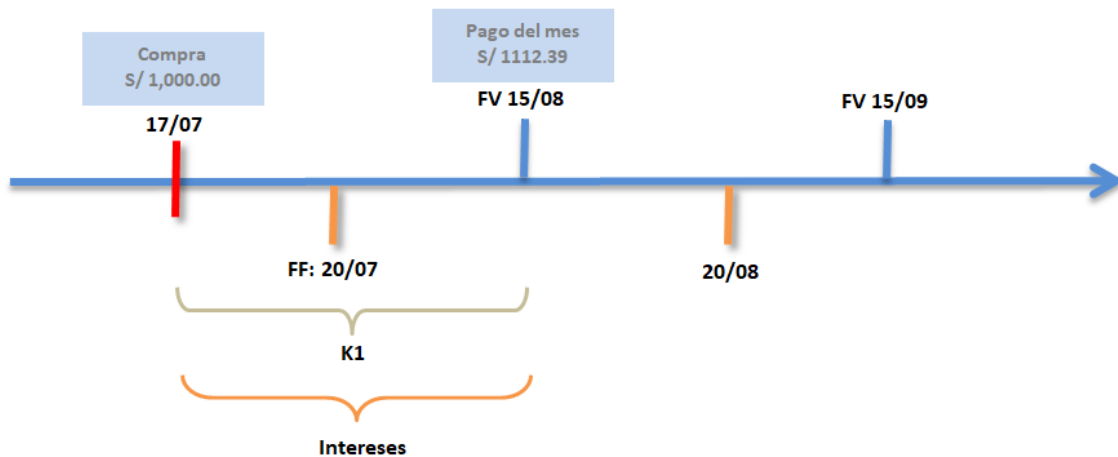 Compra
S/ 1,000.00
Pago del mes
S/ 1112.39
17/07
FV 15/08
FV 15/09
FF: 20/07
20/08
K1
Intereses